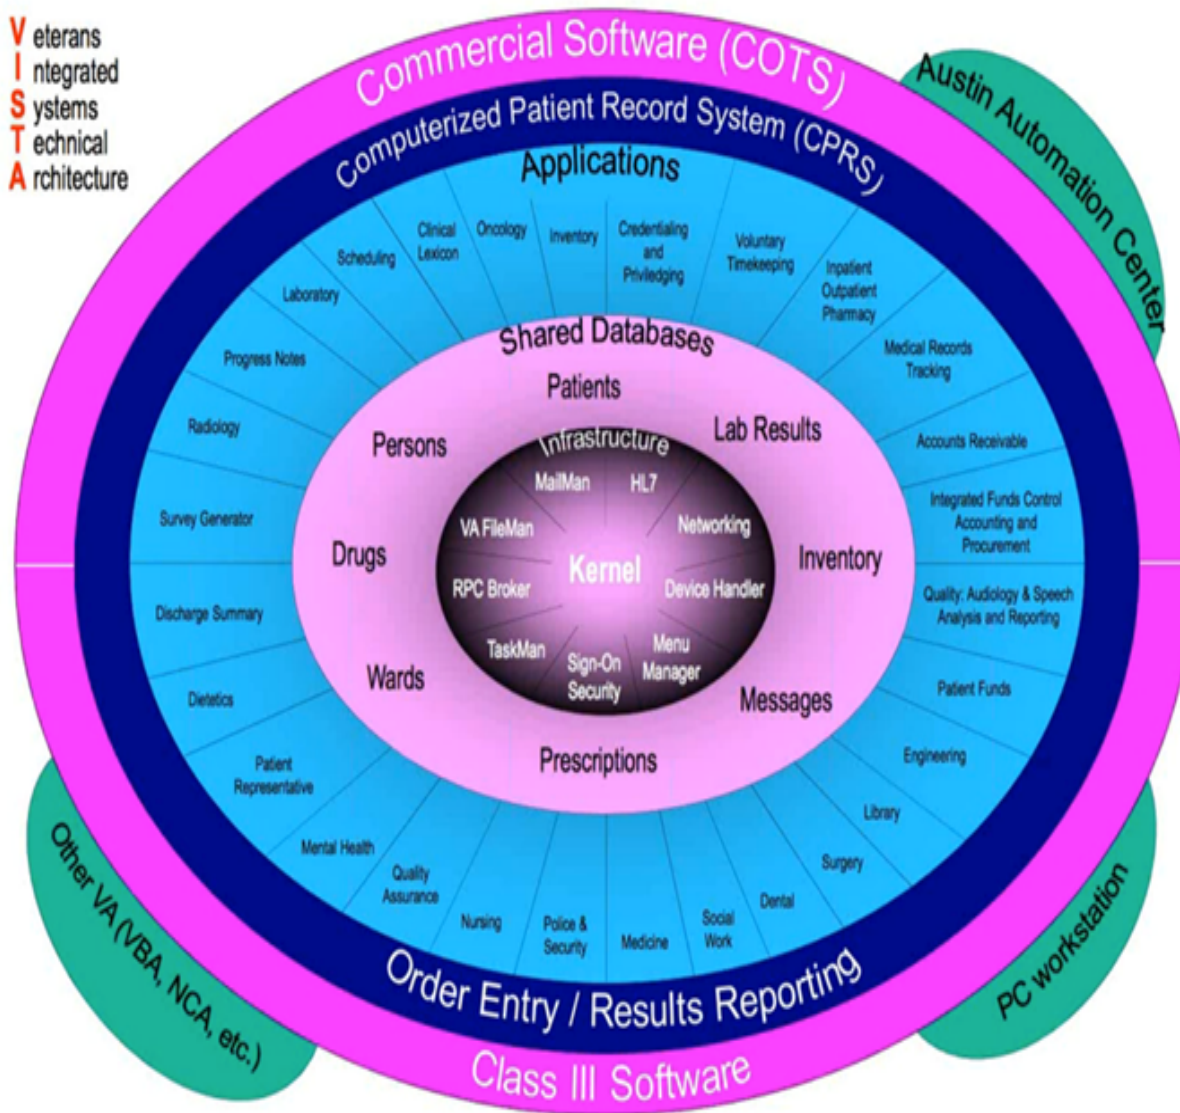 Veterans
Integrated
Systems
Technical
Architecture
Commercial Software (COTS)
Austin Automation Center
Computerized Patient Record System (CPRS)
Applications
Clinical
Lexicon
Oncology
Inventory
Credentialing
and
Priviledging
Voluntary
Timekeeping
Inpatient
Outpatient
Pharmacy
Medical Records
Tracking
Accounts Receivable
Integrated Funds Control
Accounting and
Procurement
Quality: Audiology & Speech
Analysis and Reporting
Patient Funds
Engineering
Library
Surgery
Dental
Social
Work
Medicine
Police &
Security
Nursing
Quality
Assurance
Mental Health
Patient
Representative
Dietetics
Discharge Summary
Survey Generator
Radiology
Progress Notes
Laboratory
Scheduling
Shared Databases
Patients
Lab Results
Inventory
Messages
Prescriptions
Wards
Drugs
Persons
Infrastructure
MailMan
HL7
Networking
Device Handler
Menu
Manager
Sign-On
Security
TaskMan
RPC Broker
VA FileMan
Kernel
Order Entry / Results Reporting
Class III Software
Other VA (VBA, NCA, etc.)
PC workstation